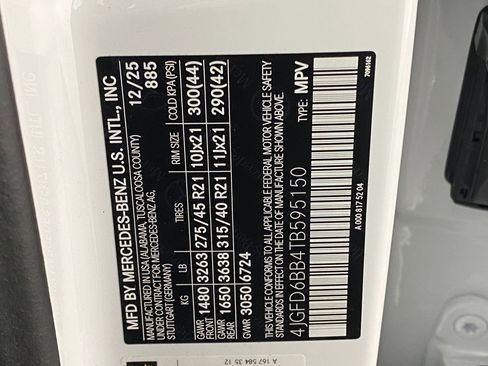 MFD BY MERCEDES-BENZ U.S. INTL., INC
MANUFACTURED IN USA (ALABAMA, TUSCALOOSA COUNTY)
UNDER CONTRACT FOR MERCEDES-BENZ AG,
STUTTGART (GERMANY)
12/25
885
KG LB TIRES RIM SIZE COLD KPA(PSI)
GVWR 1480 3263 275/45 R21 10Jx21 300(44)
FRONT
GVWR 1650 3638 315/40 R21 11Jx21 290(42)
REAR
GVWR 3050 6724
THIS VEHICLE CONFORMS TO ALL APPLICABLE FEDERAL MOTOR VEHICLE SAFETY
STANDARDS IN EFFECT ON THE DATE OF MANUFACTURE SHOWN ABOVE.
4JGFD6BB4TB595150 TYPE: MPV
A 000 817 52 04
7096162
A 167 584 35 12